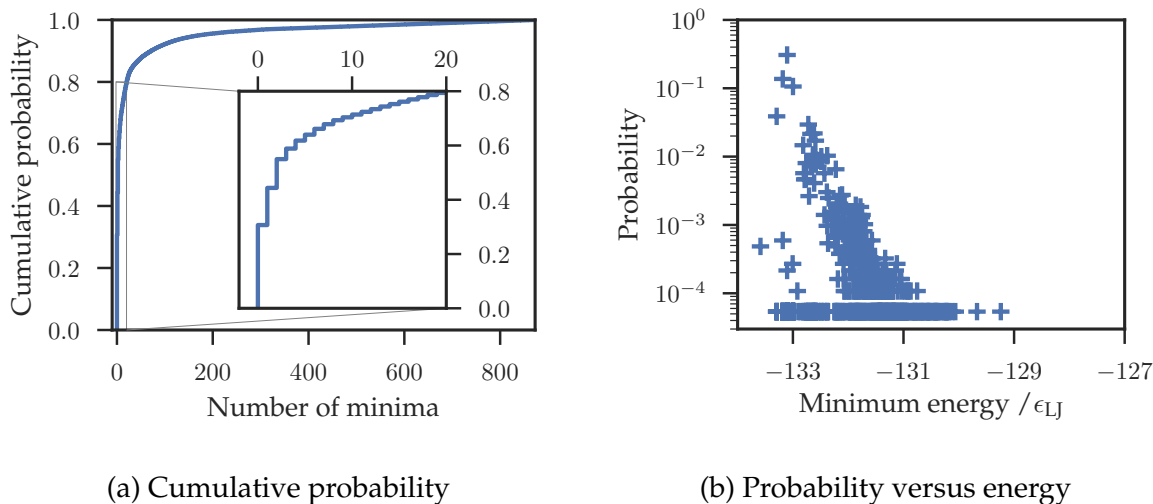 Cumulative probability
1.0
0.8
0.6
0.4
0.2
0.0
0 10 20
0.8
0.6
0.4
0.2
0.0
0 200 400 600 800
Number of minima
(a) Cumulative probability
Probability
10^0
10^−1
10^−2
10^−3
10^−4
−133 −131 −129 −127
Minimum energy /ϵ_LJ
(b) Probability versus energy